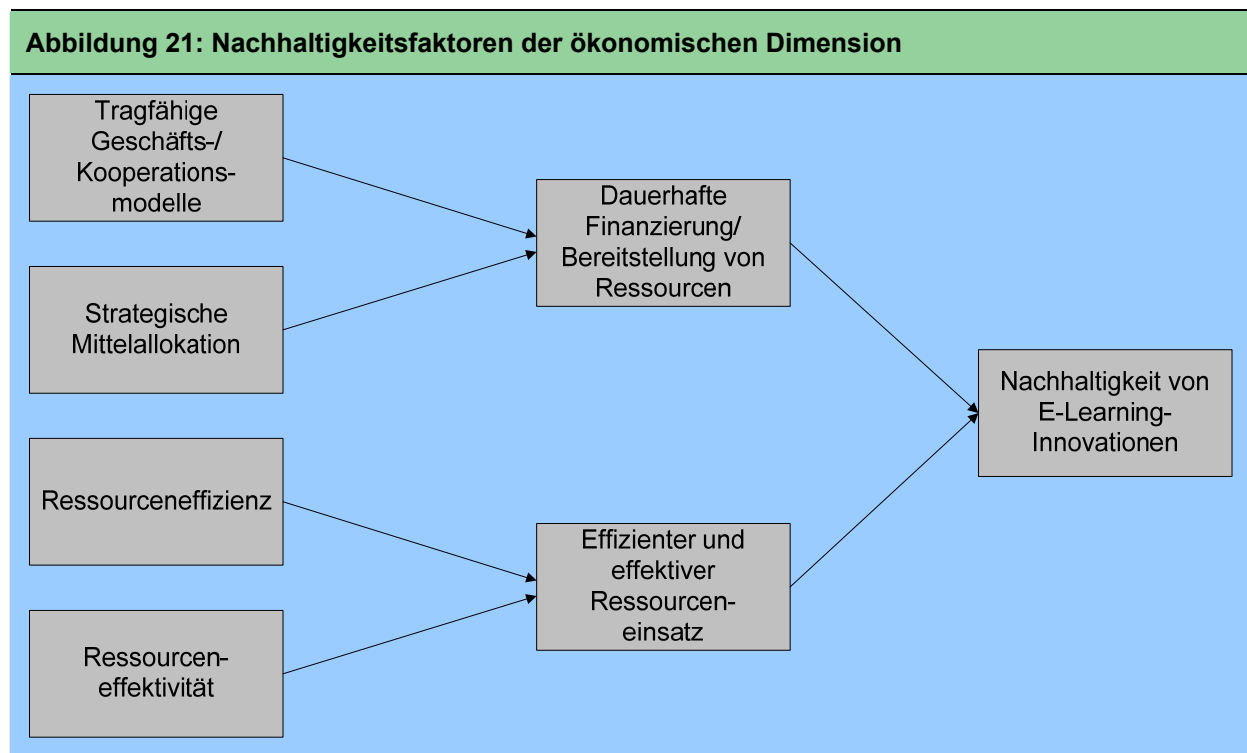 Abbildung 21: Nachhaltigkeitsfaktoren der ökonomischen Dimension
Tragfähige
Geschäfts-/
Kooperations-
modelle
Strategische
Mittelallokation
Ressourceneffizienz
Ressourcen-
effektivität
Dauerhafte
Finanzierung/
Bereitstellung von
Ressourcen
Effizienter und
effektiver
Ressourcen-
einsatz
Nachhaltigkeit von
E-Learning-
Innovationen